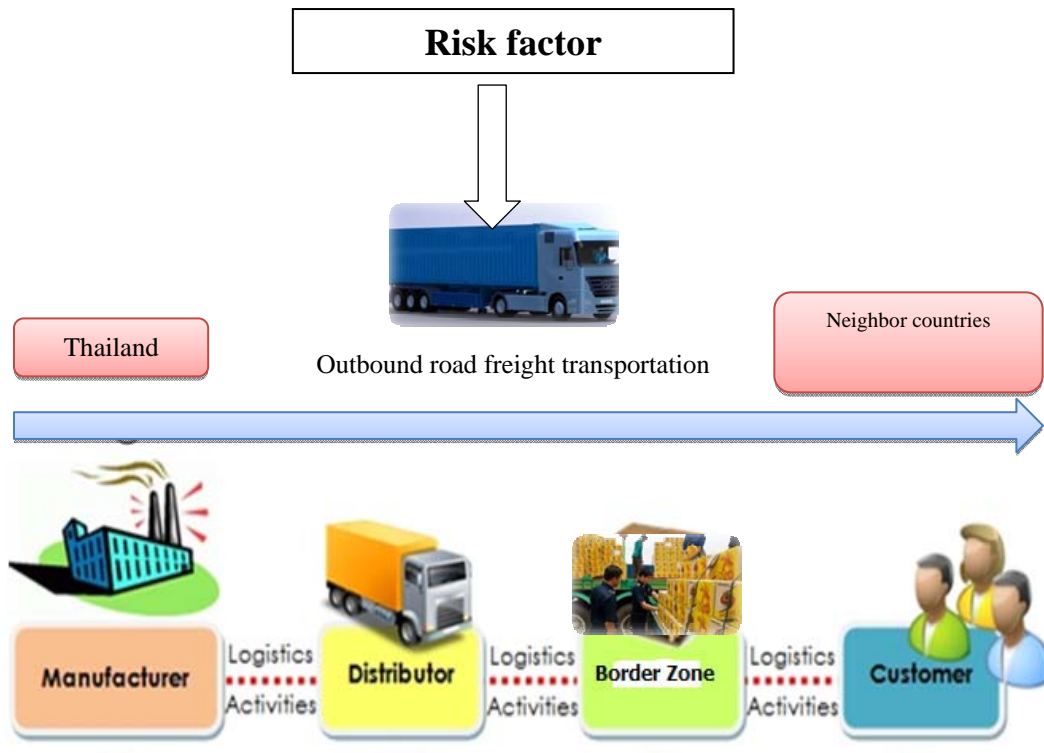 Risk factor
Thailand
Outbound road freight transportation
Neighbor countries
Manufacturer
Logistics
Activities
Distributor
Logistics
Activities
Border Zone
Logistics
Activities
Customer